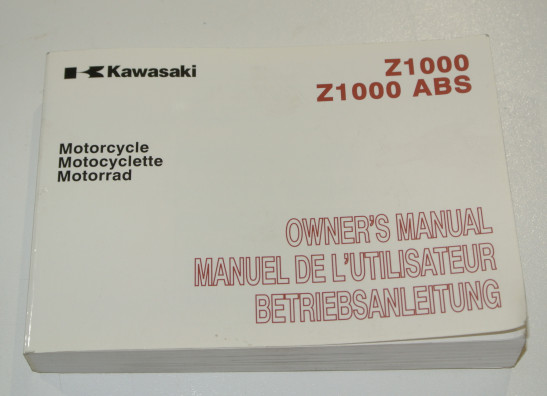 Kawasaki
Z1000
Z1000 ABS
Motorcycle
Motocyclette
Motorrad
OWNER'S MANUAL
MANUEL DE L'UTILISATEUR
BETRIEBSANLEITUNG